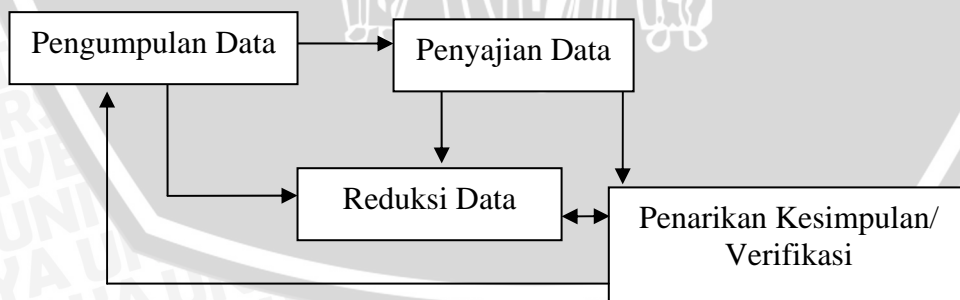 Pengumpulan Data
Penyajian Data
Reduksi Data
Penarikan Kesimpulan/
Verifikasi